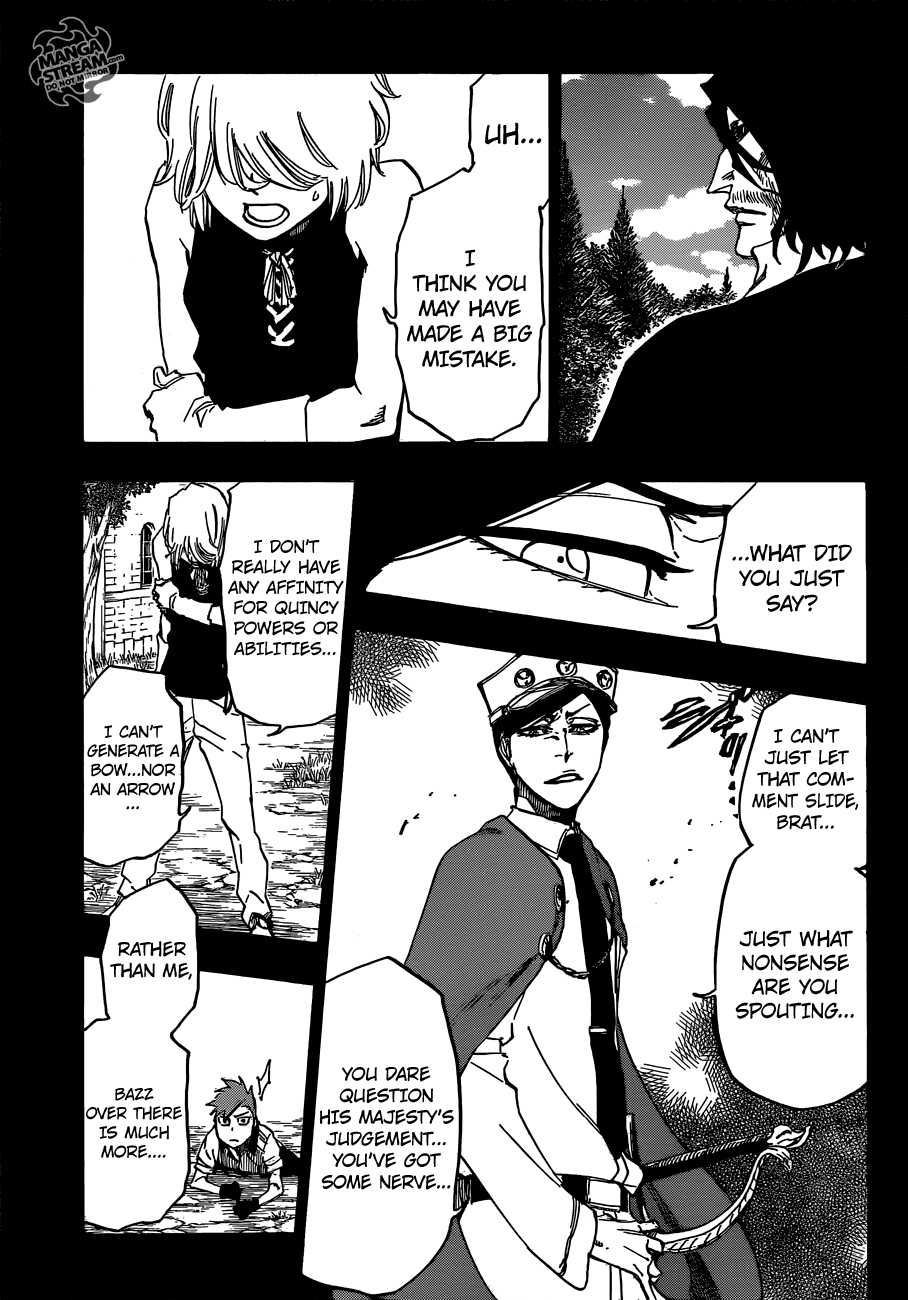 MANGA
STREAM.com
DO NOT MIRROR
UH...
I
THINK YOU
MAY HAVE
MADE A BIG
MISTAKE.
...WHAT DID
YOU JUST
SAY?
I CAN'T
JUST LET
THAT COM-
MENT SLIDE,
BRAT...
JUST WHAT
NONSENSE
ARE YOU
SPOUTING...
YOU DARE
QUESTION
HIS MAJESTY'S
JUDGEMENT...
YOU'VE GOT
SOME NERVE...
I DON'T
REALLY HAVE
ANY AFFINITY
FOR QUINCY
POWERS OR
ABILITIES...
I CAN'T
GENERATE A
BOW...NOR
AN ARROW
...
RATHER
THAN ME,
BAZZ
OVER THERE
IS MUCH
MORE....